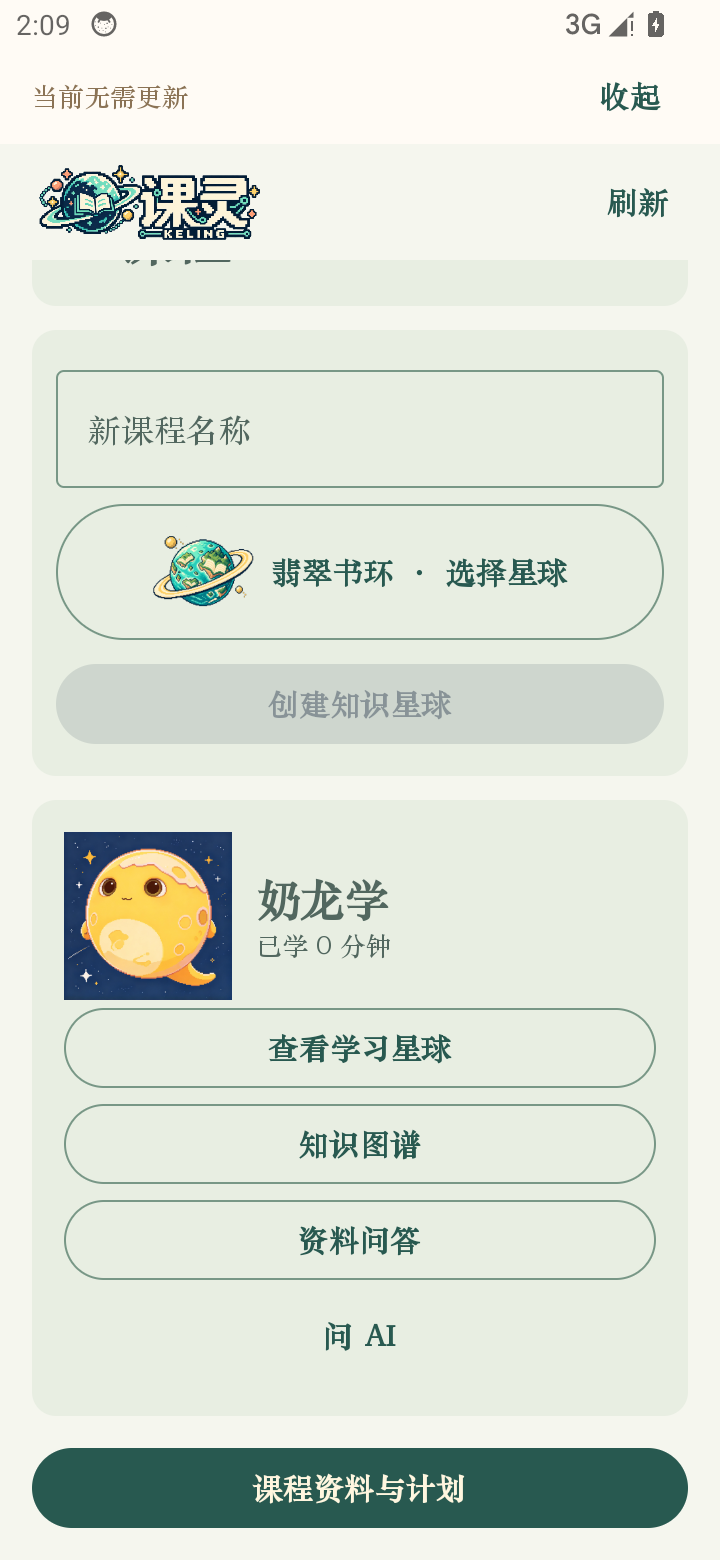 2:09
3G
当前无需更新
收起
课灵
KELING
刷新
新课程名称
翡翠书环 · 选择星球
创建知识星球
奶龙学
已学 0 分钟
查看学习星球
知识图谱
资料问答
问 AI
课程资料与计划